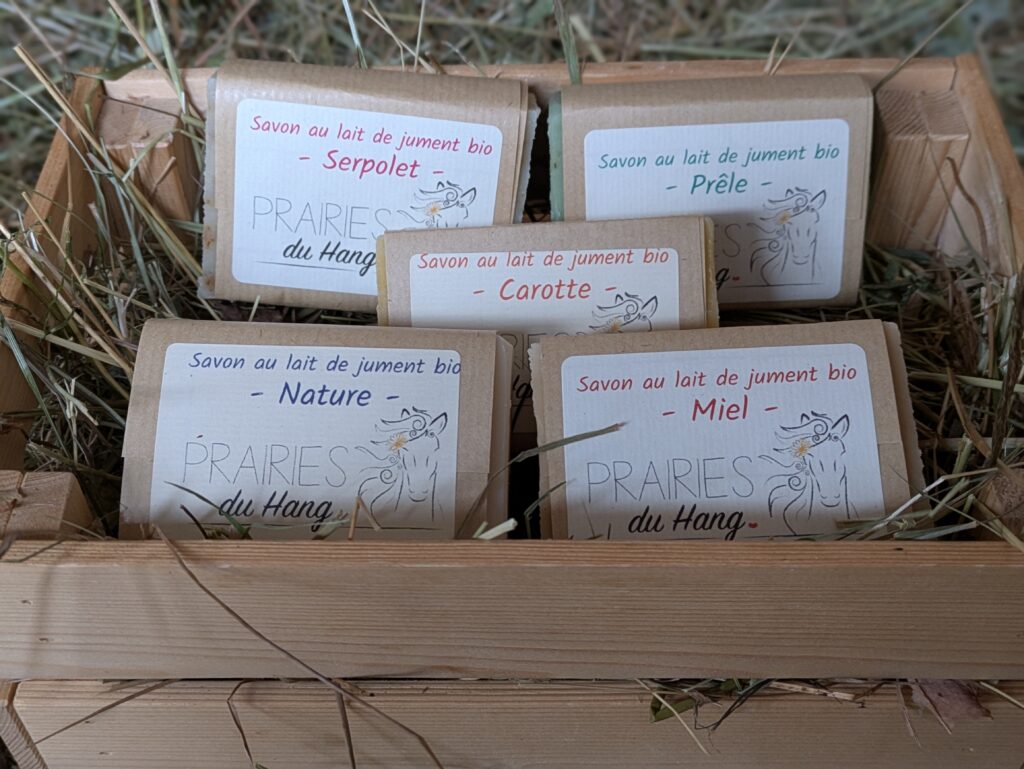 Savon au lait de jument bio
- Serpolet -
PRAIRIES
du Hang
Savon au lait de jument bio
- Prêle -
Savon au lait de jument bio
- Carotte -
Savon au lait de jument bio
- Nature -
PRAIRIES
du Hang
Savon au lait de jument bio
- Miel -
PRAIRIES
du Hang